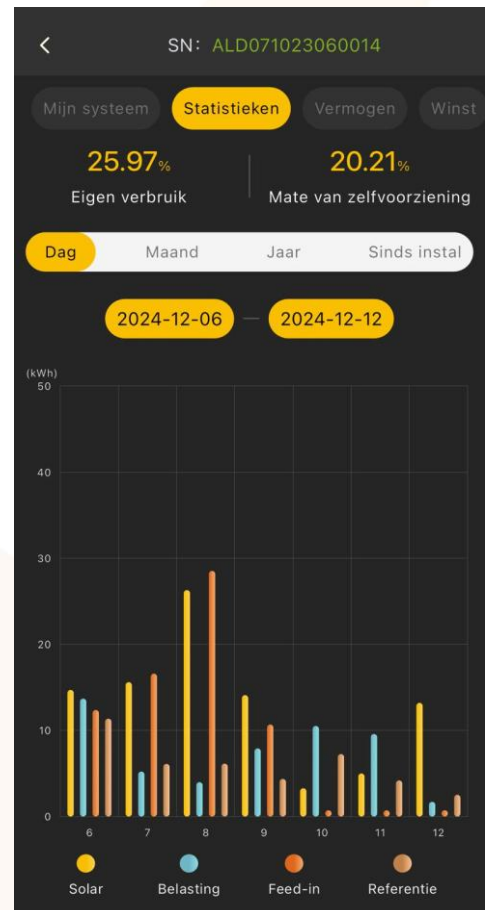 SN: ALD071023060014
Mijn systeem Statistieken Vermogen Winst
25.97% 20.21%
Eigen verbruik Mate van zelfvoorziening
Dag Maand Jaar Sinds instal
2024-12-06 — 2024-12-12
(kWh)
50
40
30
20
10
0
6 7 8 9 10 11 12
Solar Belasting Feed-in Referentie